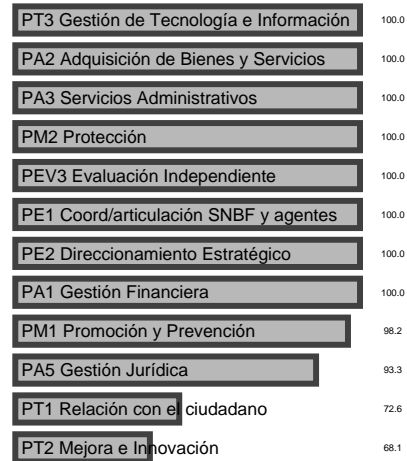 PT3 Gestión de Tecnología e Información 100.0
PA2 Adquisición de Bienes y Servicios 100.0
PA3 Servicios Administrativos 100.0
PM2 Protección 100.0
PEV3 Evaluación Independiente 100.0
PE1 Coord/articulación SNBF y agentes 100.0
PE2 Direccionamiento Estratégico 100.0
PA1 Gestión Financiera 100.0
PM1 Promoción y Prevención 98.2
PA5 Gestión Jurídica 93.3
PT1 Relación con el ciudadano 72.6
PT2 Mejora e Innovación 68.1